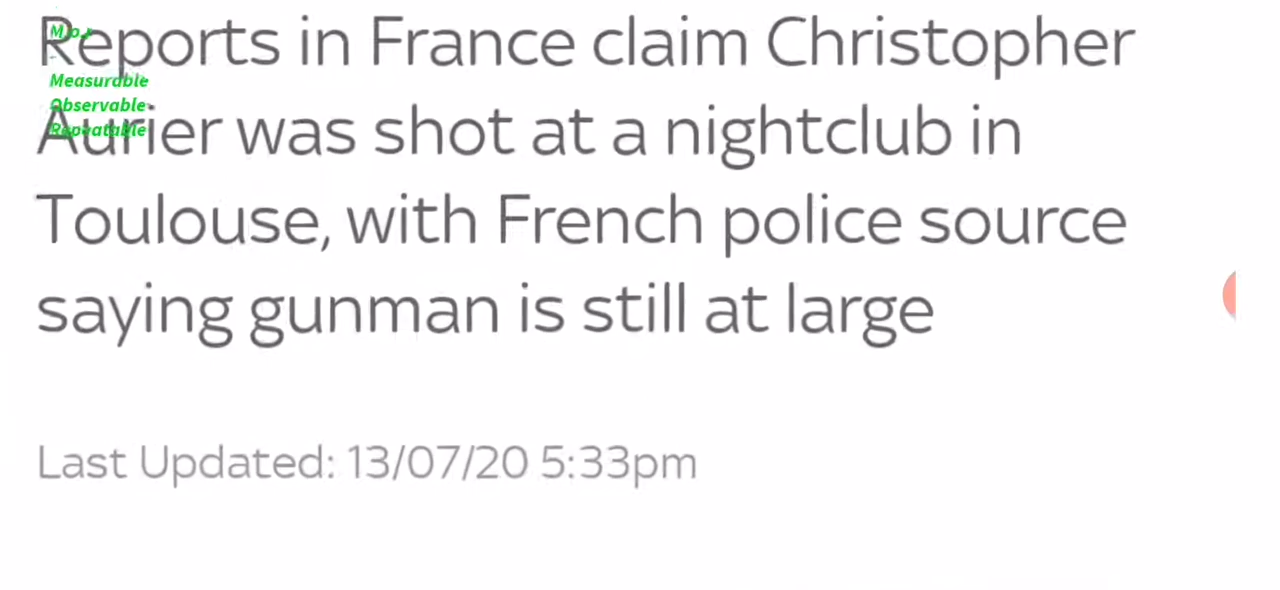 M.o.r
Reports in France claim Christopher
Measurable
Observable
Repeatable
Aurier was shot at a nightclub in
Toulouse, with French police source
saying gunman is still at large
Last Updated: 13/07/20 5:33pm